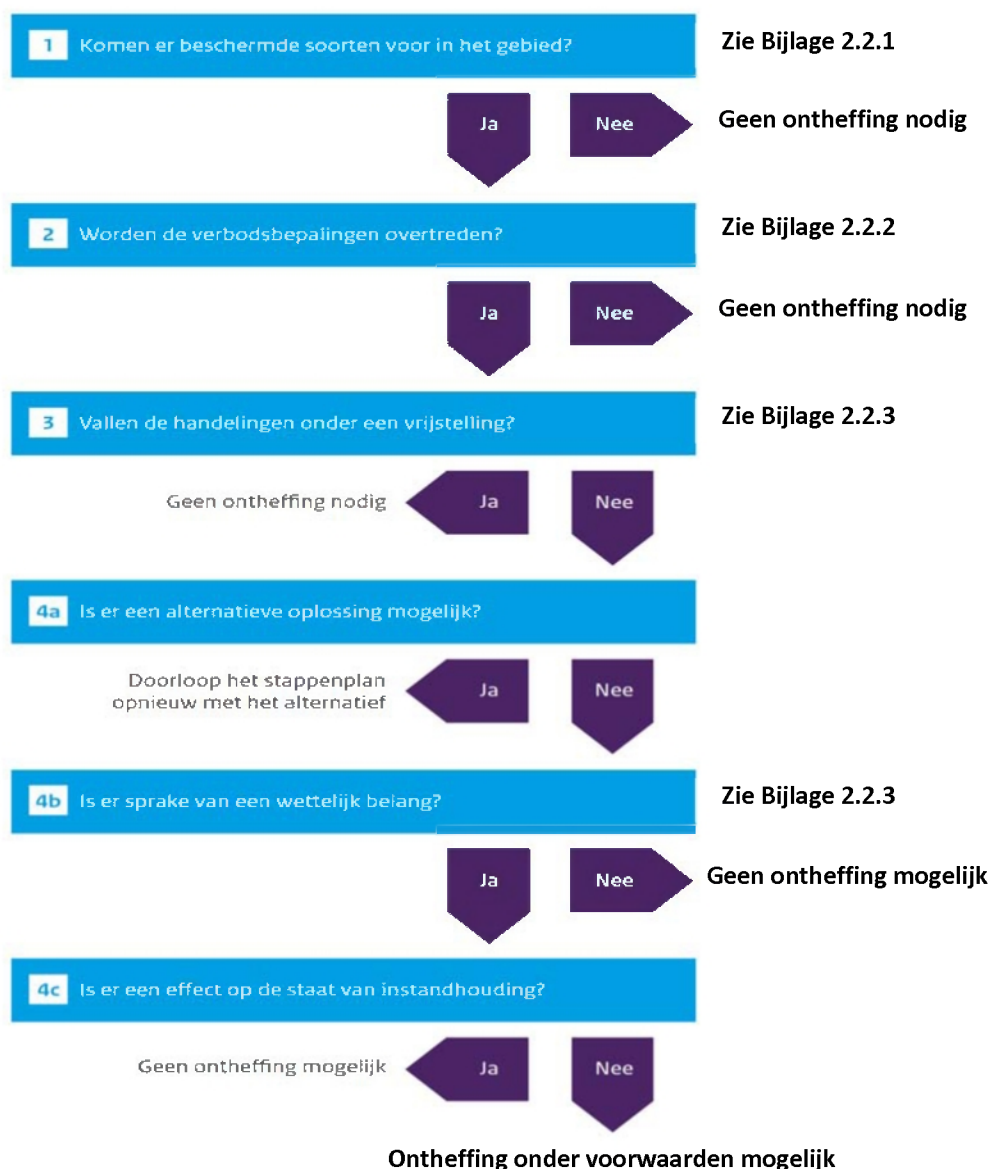 1 Komen er beschermde soorten voor in het gebied? Zie Bijlage 2.2.1
Ja Nee Geen ontheffing nodig
2 Worden de verbodsbepalingen overtreden? Zie Bijlage 2.2.2
Ja Nee Geen ontheffing nodig
3 Vallen de handelingen onder een vrijstelling? Zie Bijlage 2.2.3
Geen ontheffing nodig Ja Nee
4a Is er een alternatieve oplossing mogelijk?
Doorloop het stappenplan
opnieuw met het alternatief
Ja Nee
4b Is er sprake van een wettelijk belang? Zie Bijlage 2.2.3
Ja Nee Geen ontheffing mogelijk
4c Is er een effect op de staat van instandhouding?
Geen ontheffing mogelijk Ja Nee
Ontheffing onder voorwaarden mogelijk